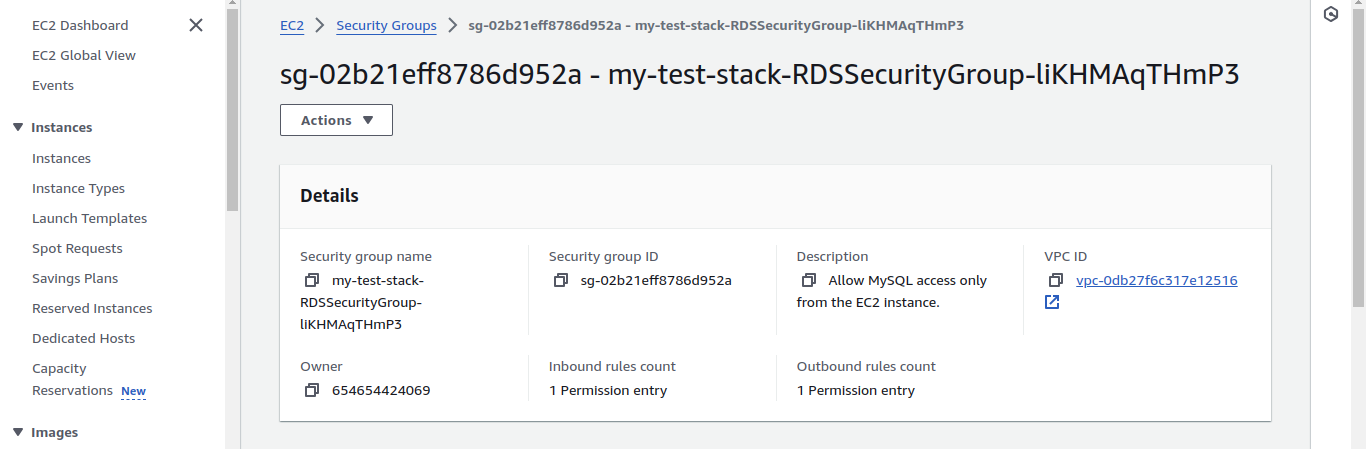 EC2 Dashboard
EC2 Global View
Events
Instances
Instances
Instance Types
Launch Templates
Spot Requests
Savings Plans
Reserved Instances
Dedicated Hosts
Capacity
Reservations New
Images
EC2 > Security Groups > sg-02b21eff8786d952a - my-test-stack-RDSSecurityGroup-liKHMAqTHmP3
sg-02b21eff8786d952a - my-test-stack-RDSSecurityGroup-liKHMAqTHmP3
Actions
Details
Security group name
my-test-stack-
RDSSecurityGroup-
liKHMAqTHmP3
Security group ID
sg-02b21eff8786d952a
Description
Allow MySQL access only
from the EC2 instance.
VPC ID
vpc-0db27f6c317e12516
Owner
654654424069
Inbound rules count
1 Permission entry
Outbound rules count
1 Permission entry